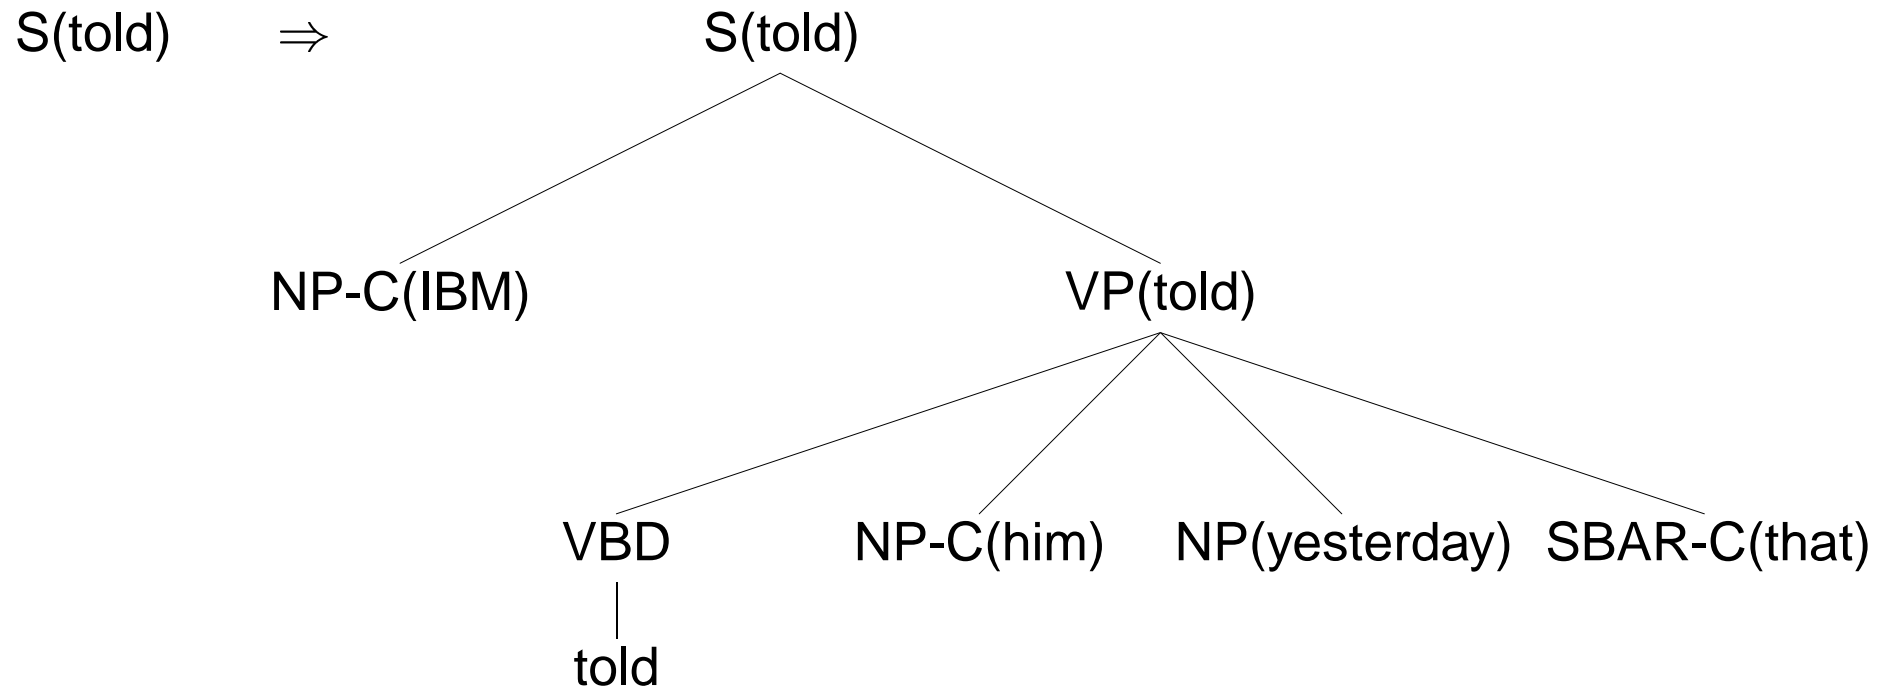 S(told) ⇒ S(told)
NP-C(IBM) VP(told)
VBD NP-C(him) NP(yesterday) SBAR-C(that)
told